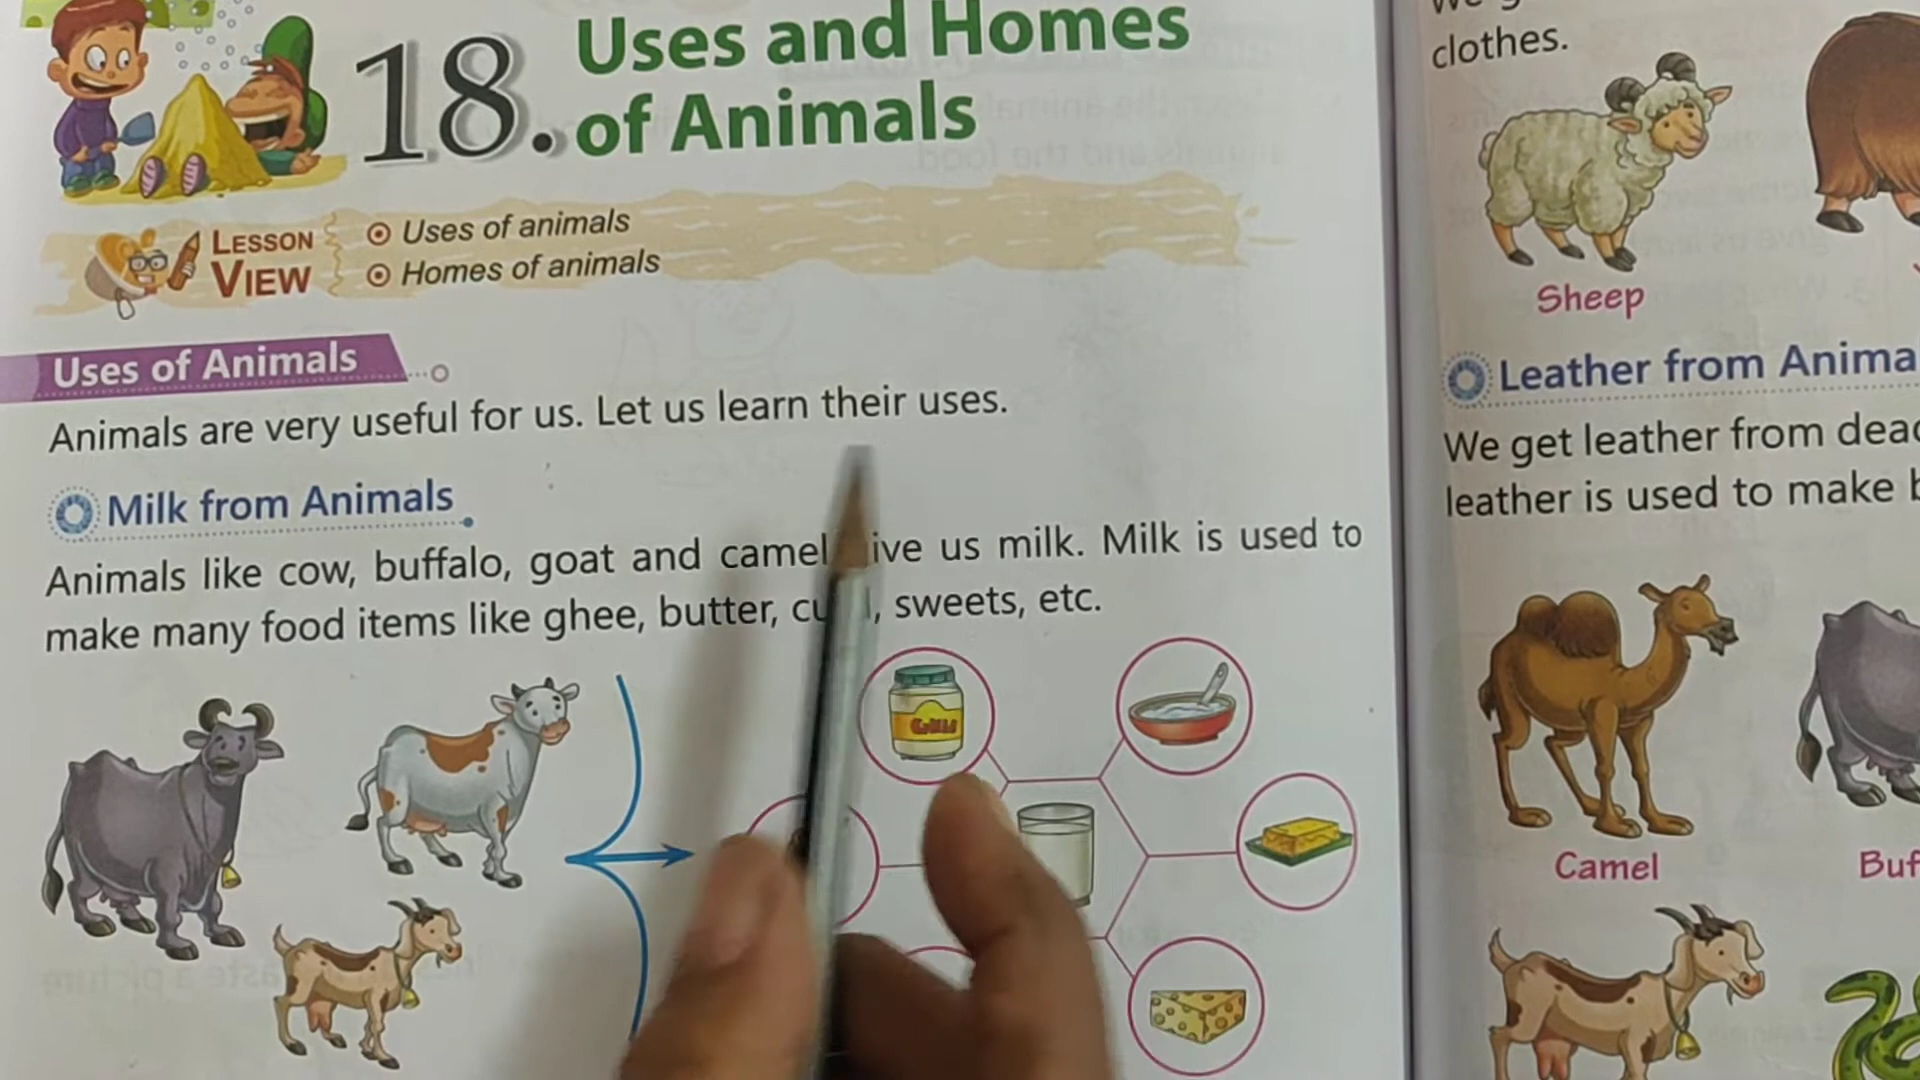 18. Uses and Homes
of Animals
LESSON
VIEW
Uses of animals
Homes of animals
Uses of Animals
Animals are very useful for us. Let us learn their uses.
Milk from Animals
Animals like cow, buffalo, goat and camel ive us milk. Milk is used to
make many food items like ghee, butter, cu , sweets, etc.
clothes.
Sheep
Leather from Anima
We get leather from dead
leather is used to make b
Camel
Buf